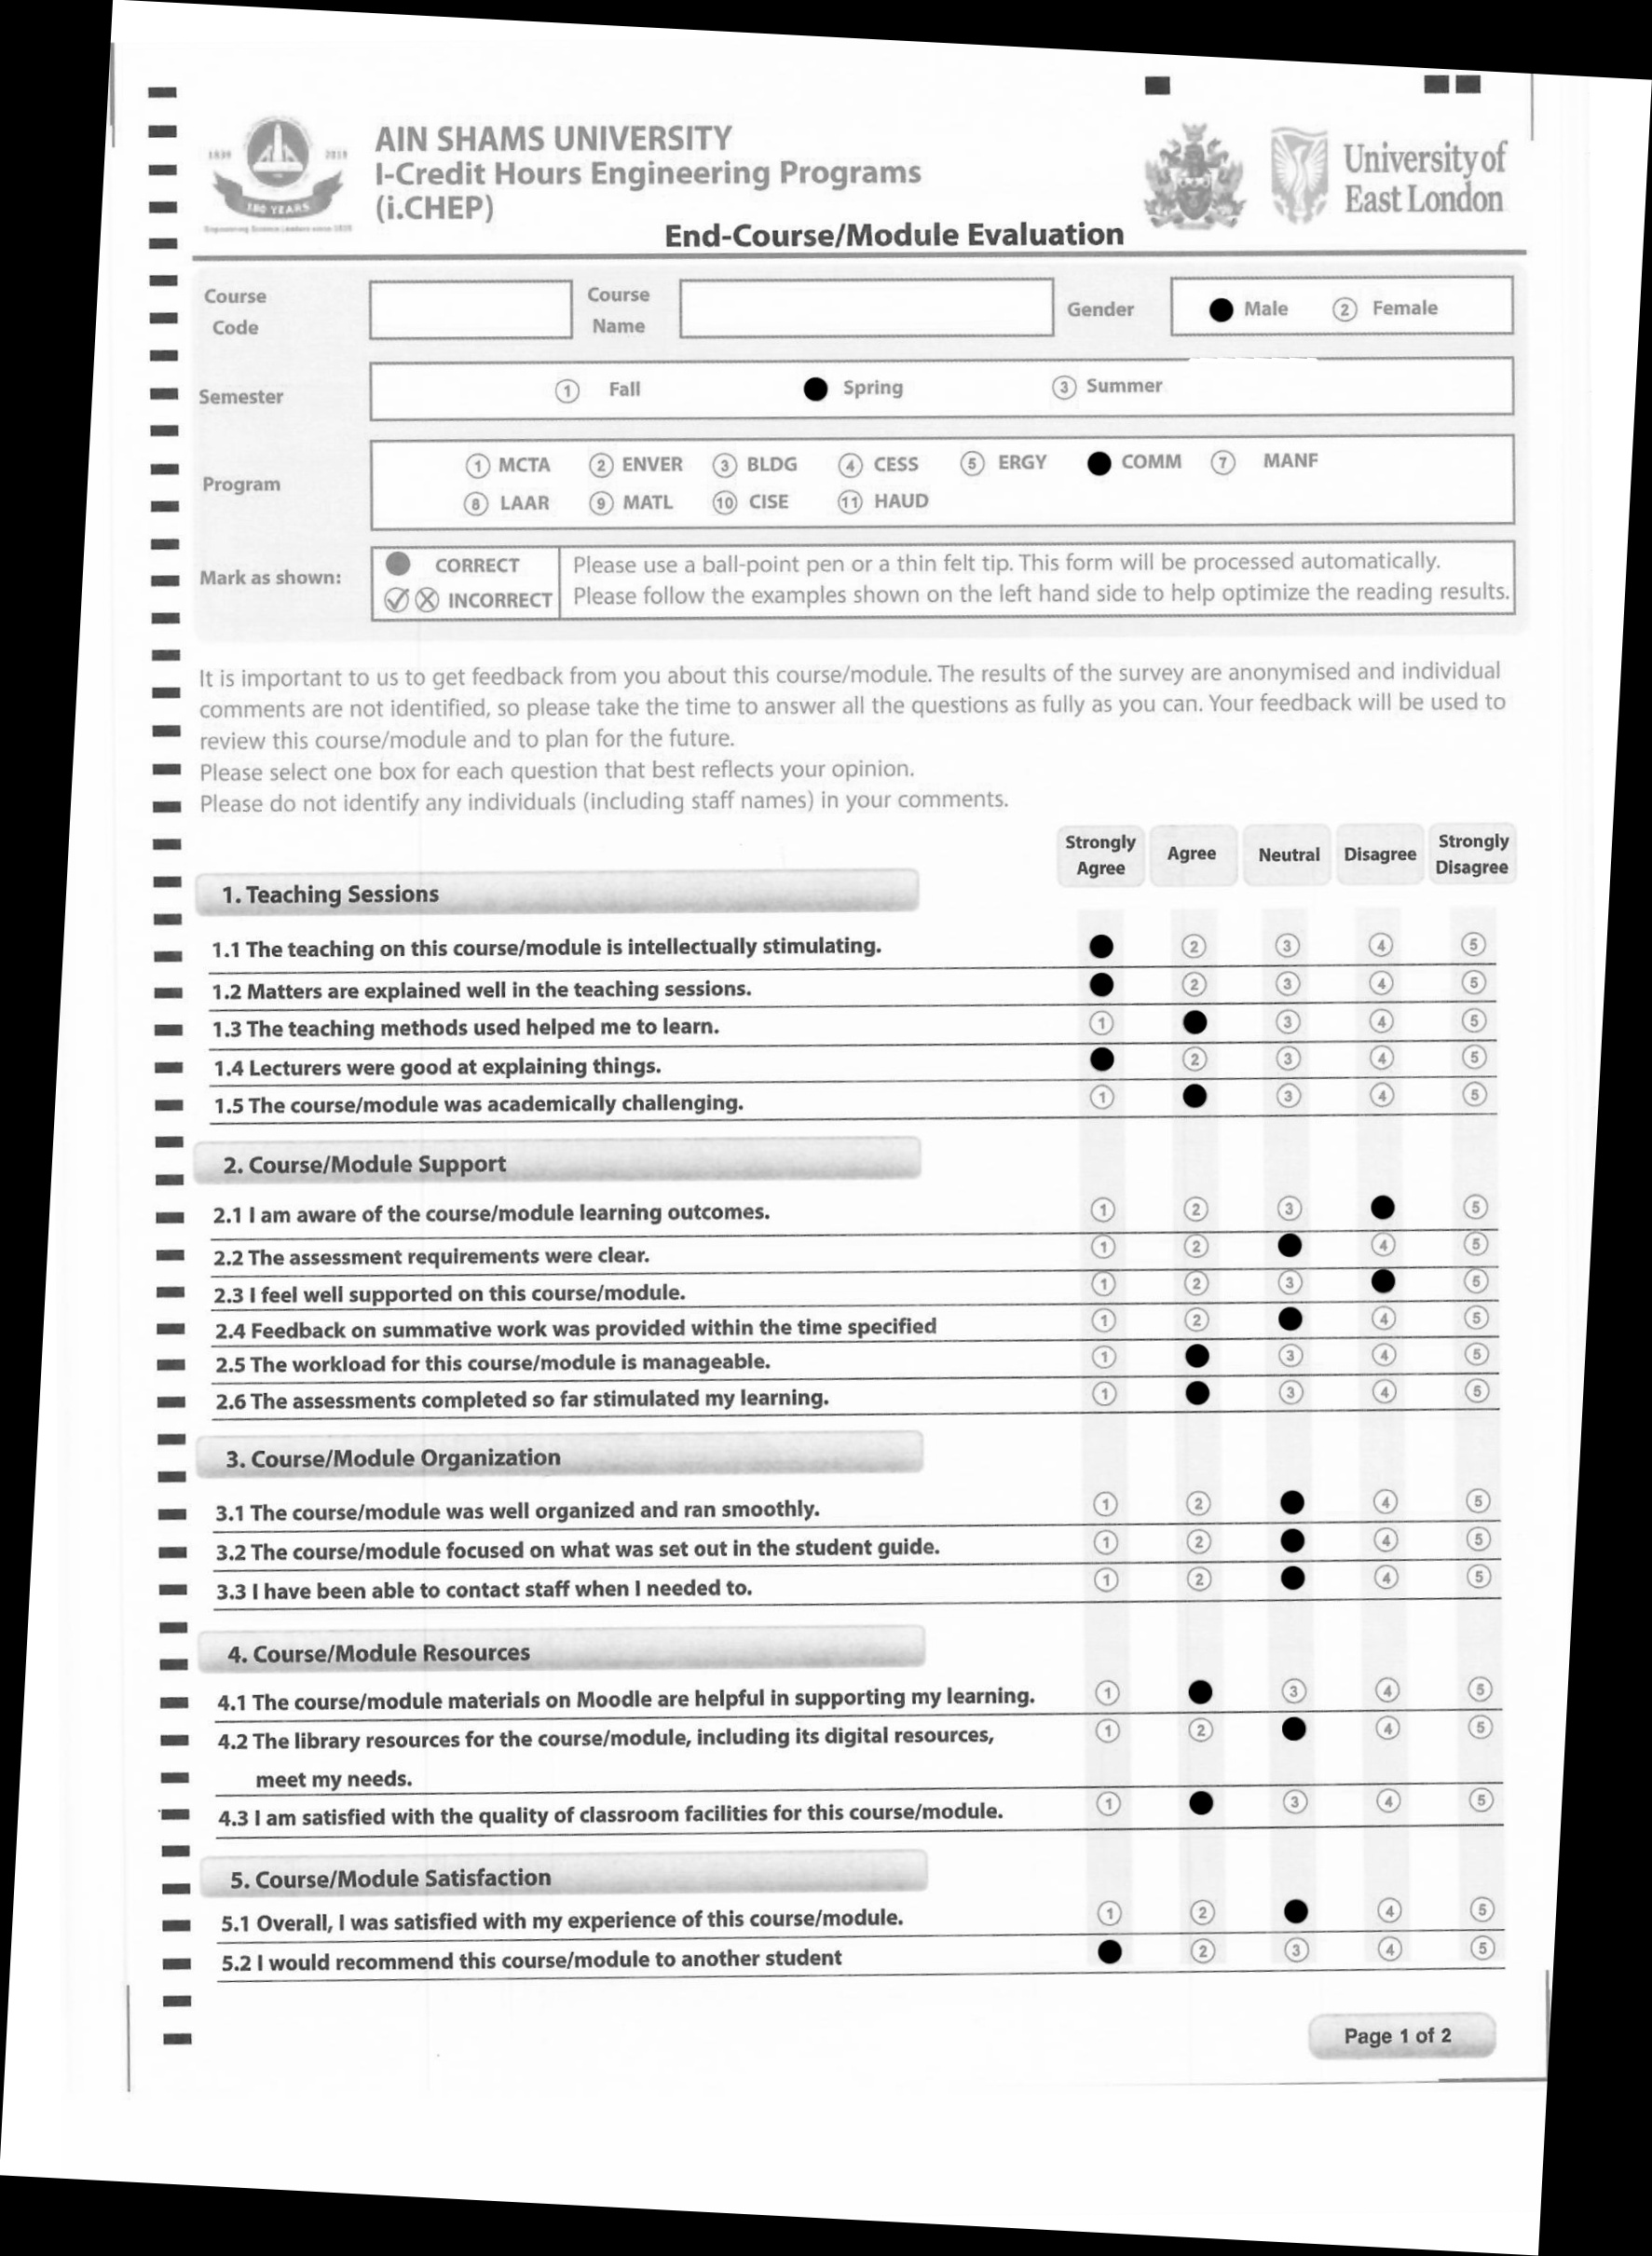 1839 2019
150 YEARS
AIN SHAMS UNIVERSITY
I-Credit Hours Engineering Programs
(i.CHEP)
University of
East London
End-Course/Module Evaluation
Course Code
Course Name
Gender
Male 2 Female
Semester
1 Fall Spring 3 Summer
Program
1 MCTA 2 ENVER 3 BLDG 4 CESS 5 ERGY COMM 7 MANF
8 LAAR 9 MATL 10 CISE 11 HAUD
Mark as shown:
CORRECT
INCORRECT
Please use a ball-point pen or a thin felt tip. This form will be processed automatically.
Please follow the examples shown on the left hand side to help optimize the reading results.
It is important to us to get feedback from you about this course/module. The results of the survey are anonymised and individual
comments are not identified, so please take the time to answer all the questions as fully as you can. Your feedback will be used to
review this course/module and to plan for the future.
Please select one box for each question that best reflects your opinion.
Please do not identify any individuals (including staff names) in your comments.
Strongly Agree Agree Neutral Disagree Strongly Disagree
1. Teaching Sessions
1.1 The teaching on this course/module is intellectually stimulating. 2 3 4 5
1.2 Matters are explained well in the teaching sessions. 2 3 4 5
1.3 The teaching methods used helped me to learn. 1 3 4 5
1.4 Lecturers were good at explaining things. 2 3 4 5
1.5 The course/module was academically challenging. 1 3 4 5
2. Course/Module Support
2.1 I am aware of the course/module learning outcomes. 1 2 3 5
2.2 The assessment requirements were clear. 1 2 4 5
2.3 I feel well supported on this course/module. 1 2 3 5
2.4 Feedback on summative work was provided within the time specified 1 2 4 5
2.5 The workload for this course/module is manageable. 1 3 4 5
2.6 The assessments completed so far stimulated my learning. 1 3 4 5
3. Course/Module Organization
3.1 The course/module was well organized and ran smoothly. 1 2 4 5
3.2 The course/module focused on what was set out in the student guide. 1 2 4 5
3.3 I have been able to contact staff when I needed to. 1 2 4 5
4. Course/Module Resources
4.1 The course/module materials on Moodle are helpful in supporting my learning. 1 3 4 5
4.2 The library resources for the course/module, including its digital resources, 1 2 4 5
meet my needs.
4.3 I am satisfied with the quality of classroom facilities for this course/module. 1 3 4 5
5. Course/Module Satisfaction
5.1 Overall, I was satisfied with my experience of this course/module. 1 2 4 5
5.2 I would recommend this course/module to another student 2 3 4 5
Page 1 of 2